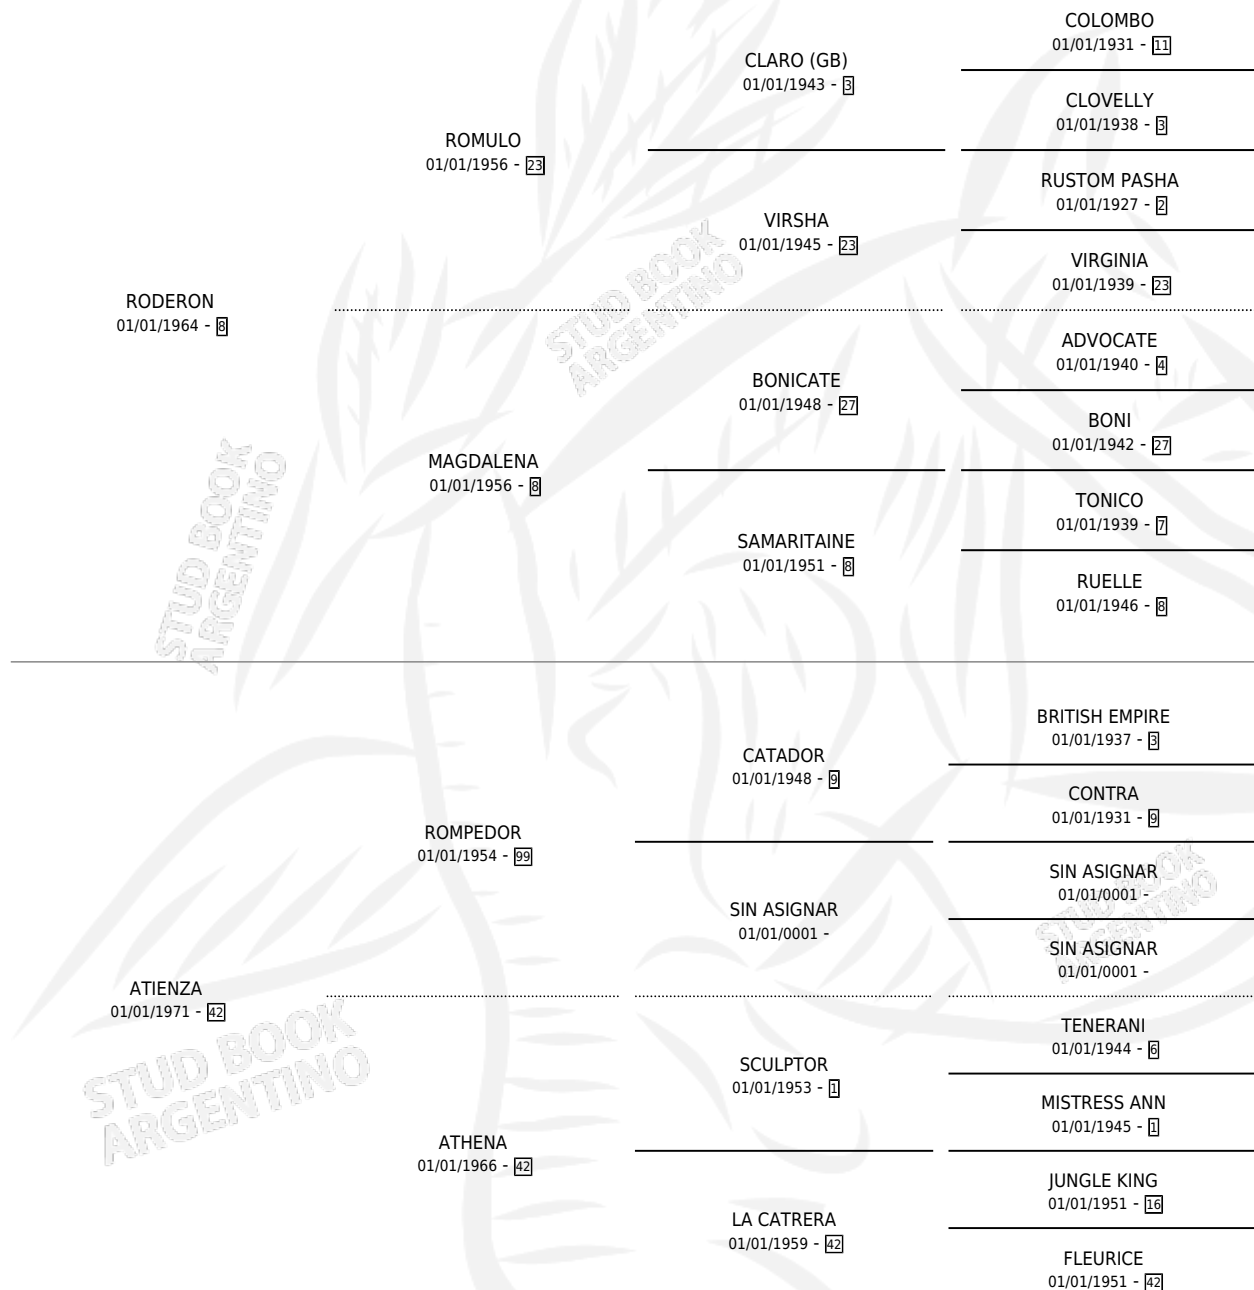 COLOMBO
01/01/1931 - 11
CLARO (GB)
01/01/1943 - 3
CLOVELLY
01/01/1938 - 3
ROMULO
01/01/1956 - 23
RUSTOM PASHA
01/01/1927 - 2
VIRSHA
01/01/1945 - 23
VIRGINIA
01/01/1939 - 23
RODERON
01/01/1964 - 8
ADVOCATE
01/01/1940 - 4
BONICATE
01/01/1948 - 27
BONI
01/01/1942 - 27
MAGDALENA
01/01/1956 - 8
TONICO
01/01/1939 - 7
SAMARITAINE
01/01/1951 - 8
RUELLE
01/01/1946 - 8
STUD BOOK
ARGENTINO
STUD BOOK
ARGENTINO
BRITISH EMPIRE
01/01/1937 - 3
CATADOR
01/01/1948 - 9
CONTRA
01/01/1931 - 9
ROMPEDOR
01/01/1954 - 99
SIN ASIGNAR
01/01/0001 -
SIN ASIGNAR
01/01/0001 -
SIN ASIGNAR
01/01/0001 -
ATIENZA
01/01/1971 - 42
TENERANI
01/01/1944 - 6
SCULPTOR
01/01/1953 - 1
MISTRESS ANN
01/01/1945 - 1
ATHENA
01/01/1966 - 42
JUNGLE KING
01/01/1951 - 16
LA CATRERA
01/01/1959 - 42
FLEURICE
01/01/1951 - 42
STUD BOOK
ARGENTINO
STUD BOOK
ARGENTINO